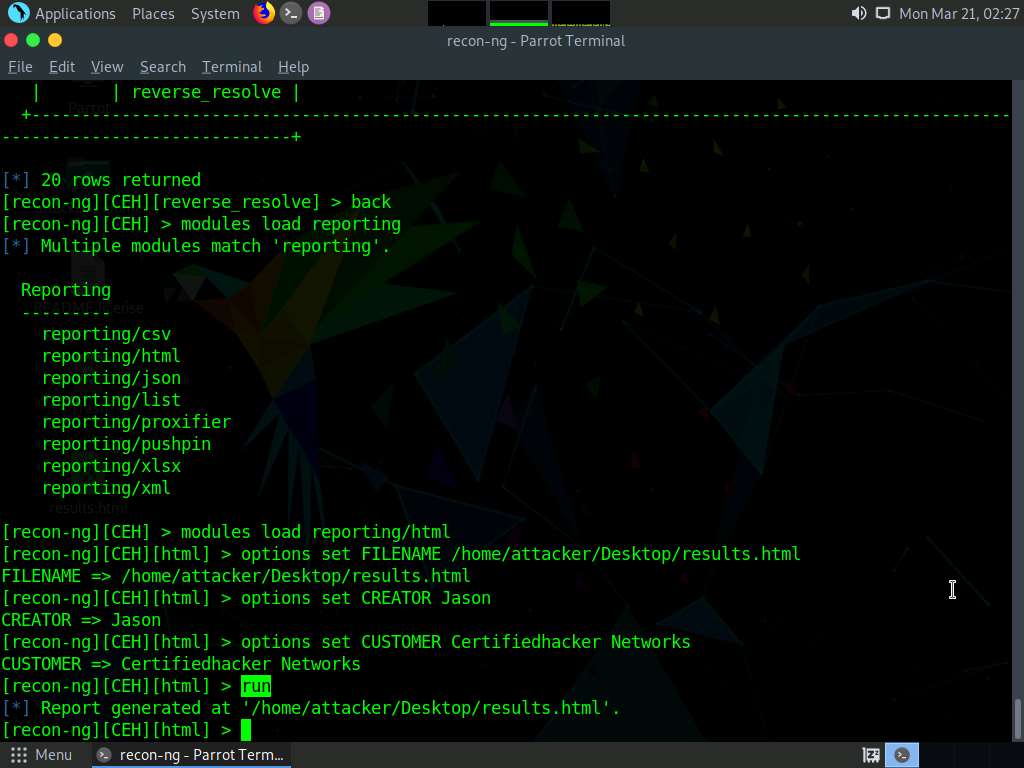 Applications Places System Mon Mar 21, 02:27
recon-ng - Parrot Terminal
File Edit View Search Terminal Help
| | reverse_resolve |
+--------------------------------------------------------------------------------------------------
-----------------------------+
[*] 20 rows returned
[recon-ng][CEH][reverse_resolve] > back
[recon-ng][CEH] > modules load reporting
[*] Multiple modules match 'reporting'.
Reporting
---------
reporting/csv
reporting/html
reporting/json
reporting/list
reporting/proxifier
reporting/pushpin
reporting/xlsx
reporting/xml
results.html
[recon-ng][CEH] > modules load reporting/html
[recon-ng][CEH][html] > options set FILENAME /home/attacker/Desktop/results.html
FILENAME => /home/attacker/Desktop/results.html
[recon-ng][CEH][html] > options set CREATOR Jason
CREATOR => Jason
[recon-ng][CEH][html] > options set CUSTOMER Certifiedhacker Networks
CUSTOMER => Certifiedhacker Networks
[recon-ng][CEH][html] > run
[*] Report generated at '/home/attacker/Desktop/results.html'.
[recon-ng][CEH][html] >
Menu recon-ng - Parrot Term...